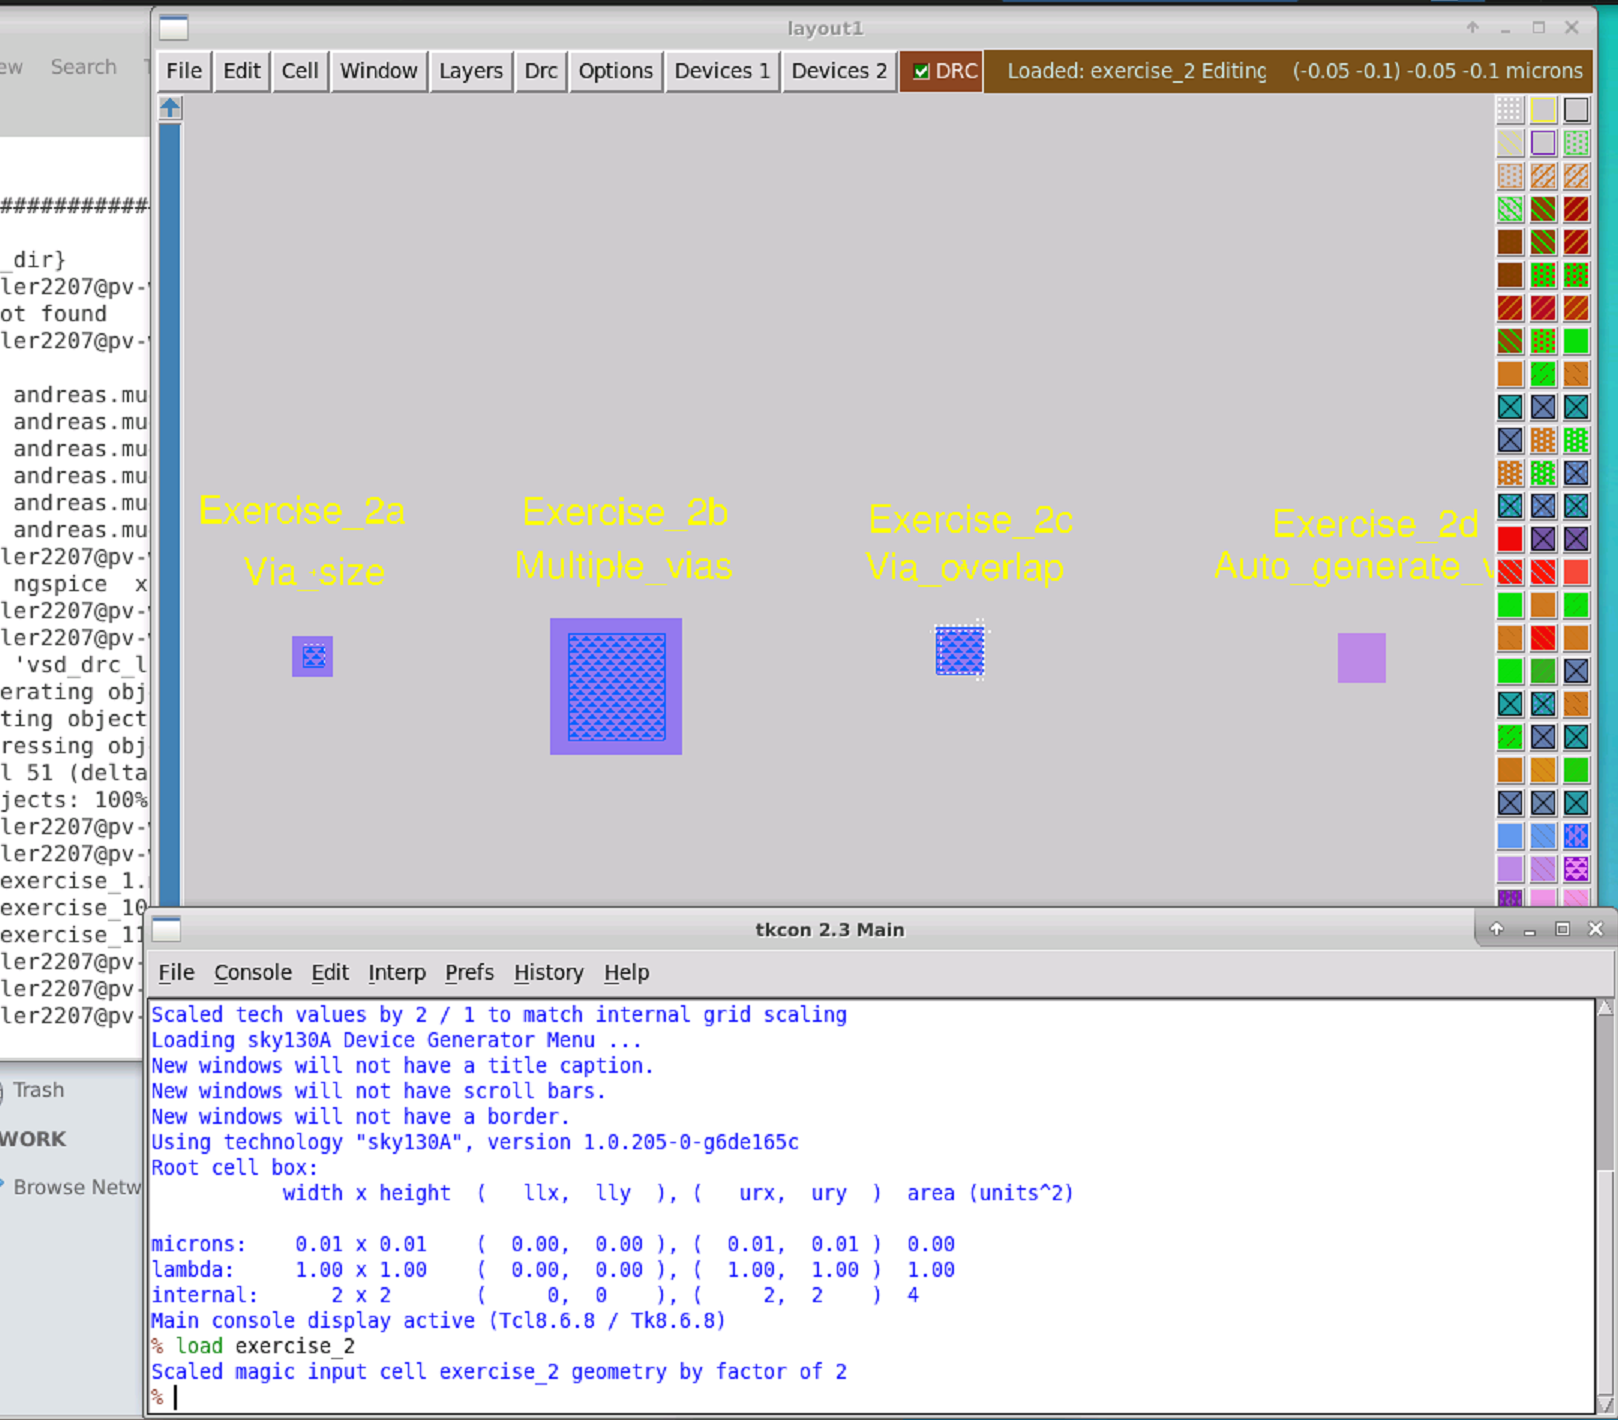 layout1
File Edit Cell Window Layers Drc Options Devices 1 Devices 2 DRC Loaded: exercise_2 Editing (-0.05 -0.1) -0.05 -0.1 microns
ew Search
###########
_dir}
ler2207@pv-
ot found
ler2207@pv-
andreas.mu
andreas.mu
andreas.mu
andreas.mu
andreas.mu
andreas.mu
ler2207@pv-
ngspice x
ler2207@pv-
ler2207@pv-
'vsd_drc_l
erating obj
ting object
ressing obj
l 51 (delta
jects: 100%
ler2207@pv-
ler2207@pv-
exercise_1.
exercise_10
exercise_11
ler2207@pv-
ler2207@pv-
ler2207@pv-
Trash
WORK
Browse Netw
Exercise_2a
Via_size
Exercise_2b
Multiple_vias
Exercise_2c
Via_overlap
Exercise_2d
Auto_generate_v
tkcon 2.3 Main
File Console Edit Interp Prefs History Help
Scaled tech values by 2 / 1 to match internal grid scaling
Loading sky130A Device Generator Menu ...
New windows will not have a title caption.
New windows will not have scroll bars.
New windows will not have a border.
Using technology "sky130A", version 1.0.205-0-g6de165c
Root cell box:
width x height ( llx, lly ), ( urx, ury ) area (units^2)
microns: 0.01 x 0.01 ( 0.00, 0.00 ), ( 0.01, 0.01 ) 0.00
lambda: 1.00 x 1.00 ( 0.00, 0.00 ), ( 1.00, 1.00 ) 1.00
internal: 2 x 2 ( 0, 0 ), ( 2, 2 ) 4
Main console display active (Tcl8.6.8 / Tk8.6.8)
% load exercise_2
Scaled magic input cell exercise_2 geometry by factor of 2
%